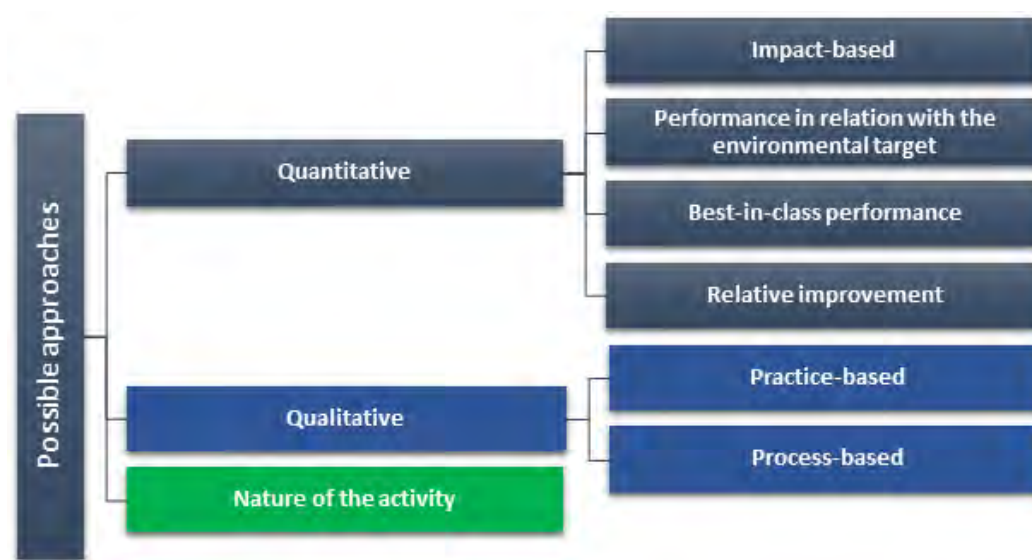 Possible approaches
Quantitative
Impact-based
Performance in relation with the
environmental target
Best-in-class performance
Relative improvement
Qualitative
Practice-based
Process-based
Nature of the activity